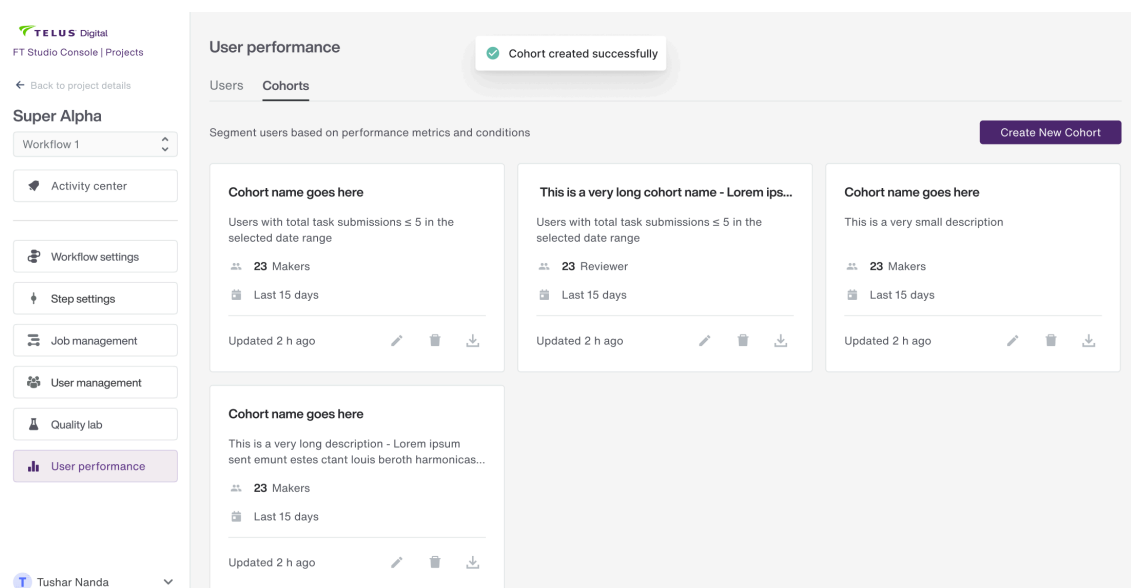 TELUS Digital
FT Studio Console | Projects
Back to project details
Super Alpha
Workflow 1
Activity center
Workflow settings
Step settings
Job management
User management
Quality lab
User performance
T Tushar Nanda
User performance
Cohort created successfully
Users Cohorts
Segment users based on performance metrics and conditions
Create New Cohort
Cohort name goes here
Users with total task submissions ≤ 5 in the
selected date range
23 Makers
Last 15 days
Updated 2 h ago
This is a very long cohort name - Lorem ips...
Users with total task submissions ≤ 5 in the
selected date range
23 Reviewer
Last 15 days
Updated 2 h ago
Cohort name goes here
This is a very small description
23 Makers
Last 15 days
Updated 2 h ago
Cohort name goes here
This is a very long description - Lorem ipsum
sent emunt estes ctant louis beroth harmonicas...
23 Makers
Last 15 days
Updated 2 h ago